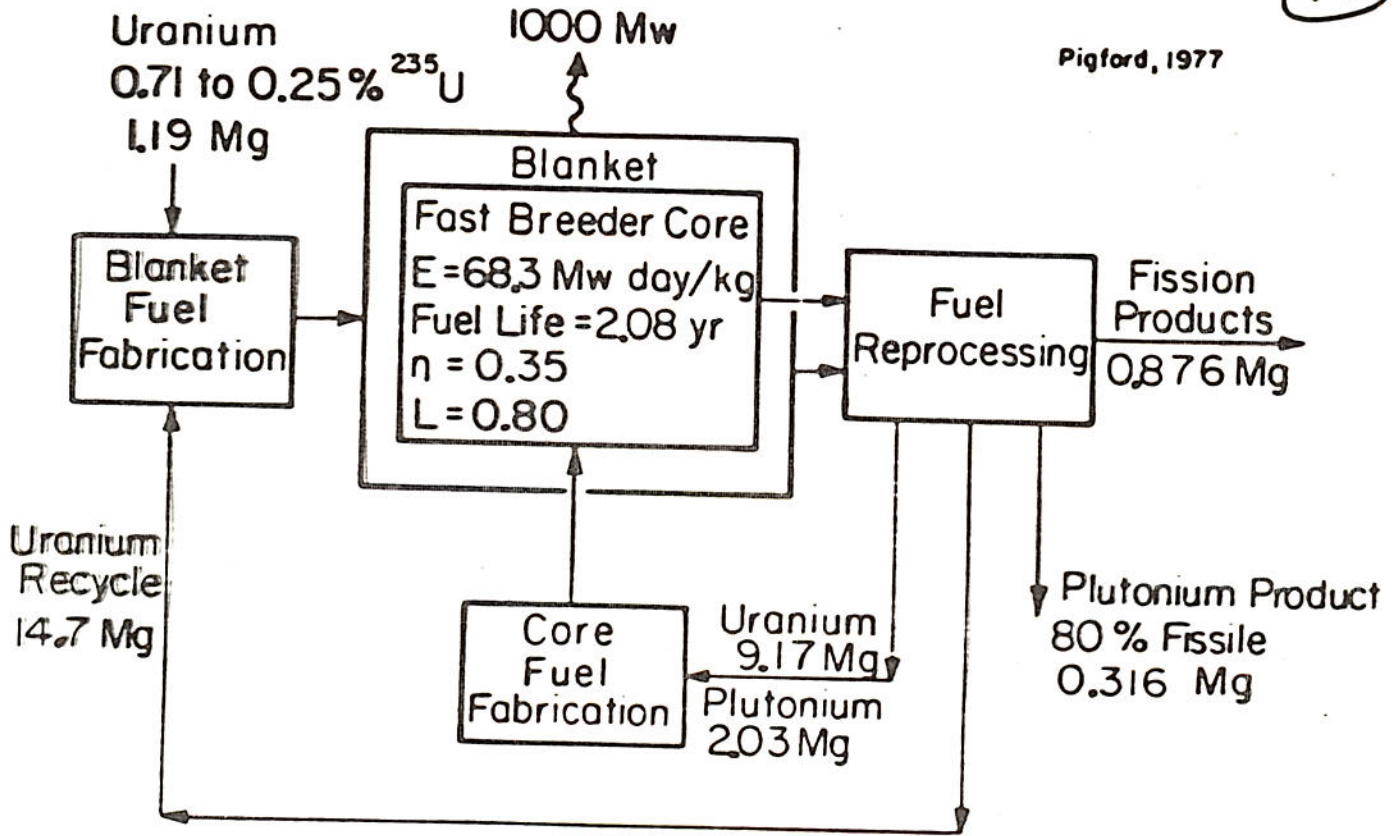 Uranium
0.71 to 0.25% ²³⁵U
1.19 Mg
1000 Mw
Pigford, 1977
Blanket
Fast Breeder Core
E=68.3 Mw day/kg
Fuel Life = 2.08 yr
η = 0.35
L = 0.80
Blanket
Fuel
Fabrication
Fuel
Reprocessing
Fission
Products
0.876 Mg
Uranium
Recycle
14.7 Mg
Core
Fuel
Fabrication
Uranium
9.17 Mg
Plutonium
2.03 Mg
Plutonium Product
80% Fissile
0.316 Mg